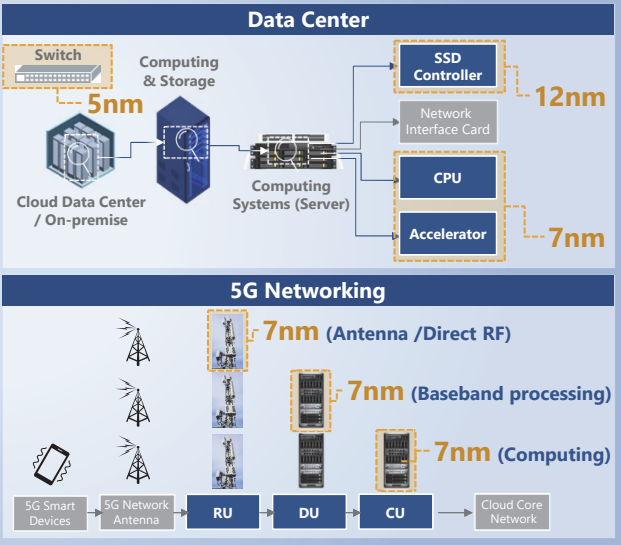 Data Center
Switch
5nm
Computing
& Storage
SSD
Controller
12nm
Network
Interface Card
Cloud Data Center
/ On-premise
Computing
Systems (Server)
CPU
Accelerator
7nm
5G Networking
7nm (Antenna /Direct RF)
7nm (Baseband processing)
7nm (Computing)
5G Smart
Devices
5G Network
Antenna
RU
DU
CU
Cloud Core
Network